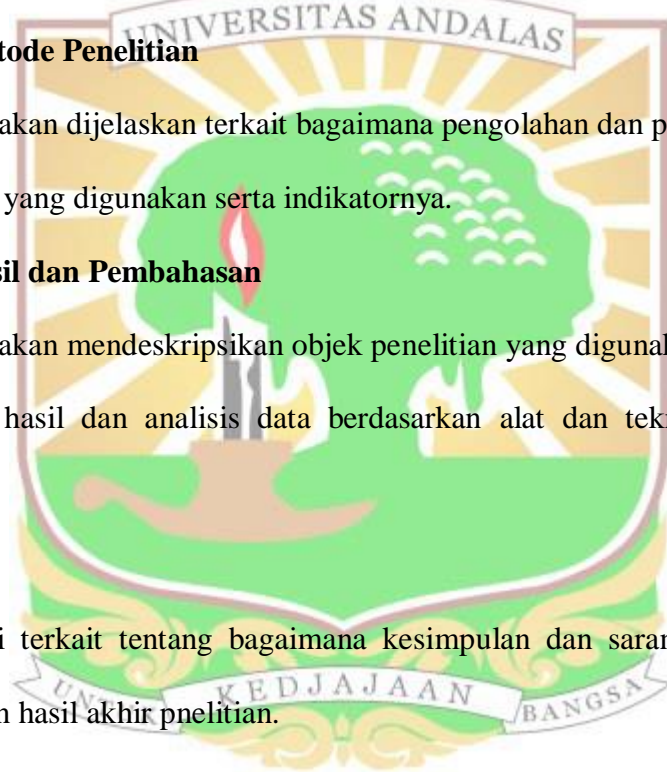 UNIVERSITAS ANDALAS
tode Penelitian
akan dijelaskan terkait bagaimana pengolahan dan p
yang digunakan serta indikatornya.
sil dan Pembahasan
akan mendeskripsikan objek penelitian yang diguna
hasil dan analisis data berdasarkan alat dan tek
i terkait tentang bagaimana kesimpulan dan saran
n hasil akhir pnelitian.
UNTUK KEDJAJAAN BANGSA